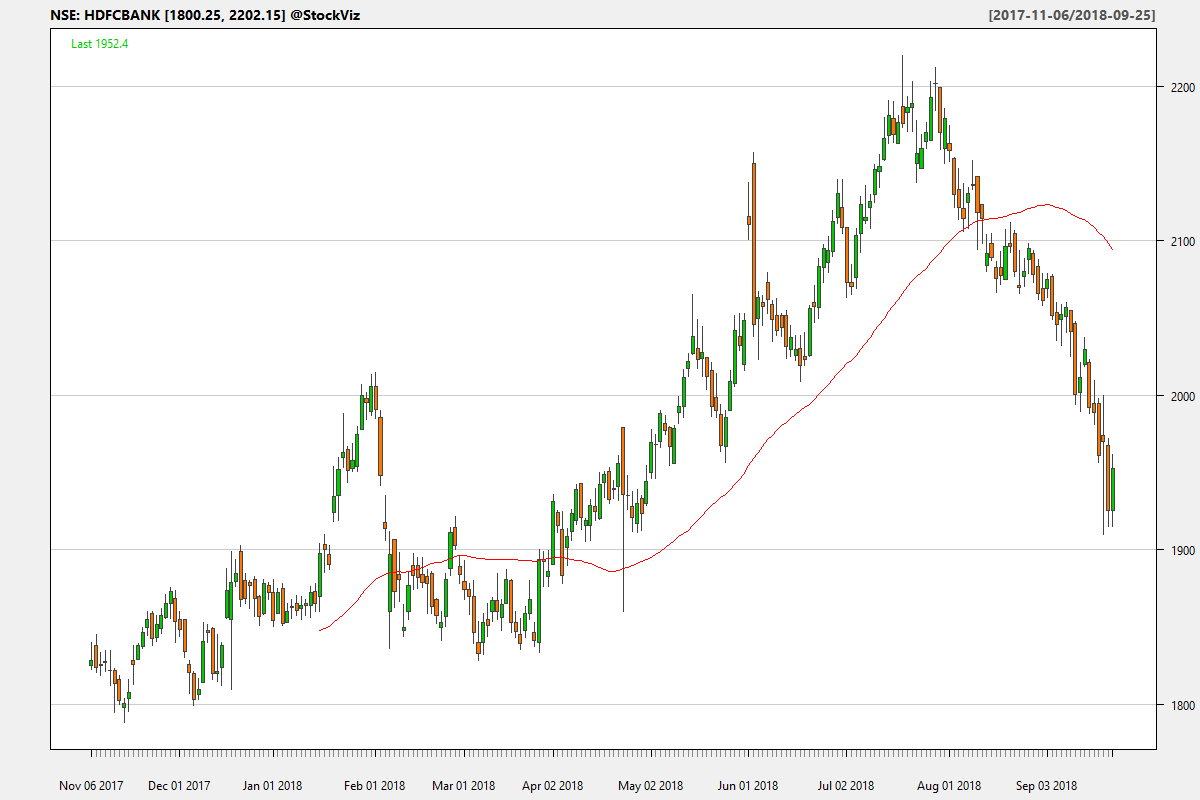 NSE: HDFCBANK [1800.25, 2202.15] @StockViz
[2017-11-06/2018-09-25]
Last 1952.4
2200
2100
2000
1900
1800
Nov 06 2017
Dec 01 2017
Jan 01 2018
Feb 01 2018
Mar 01 2018
Apr 02 2018
May 02 2018
Jun 01 2018
Jul 02 2018
Aug 01 2018
Sep 03 2018